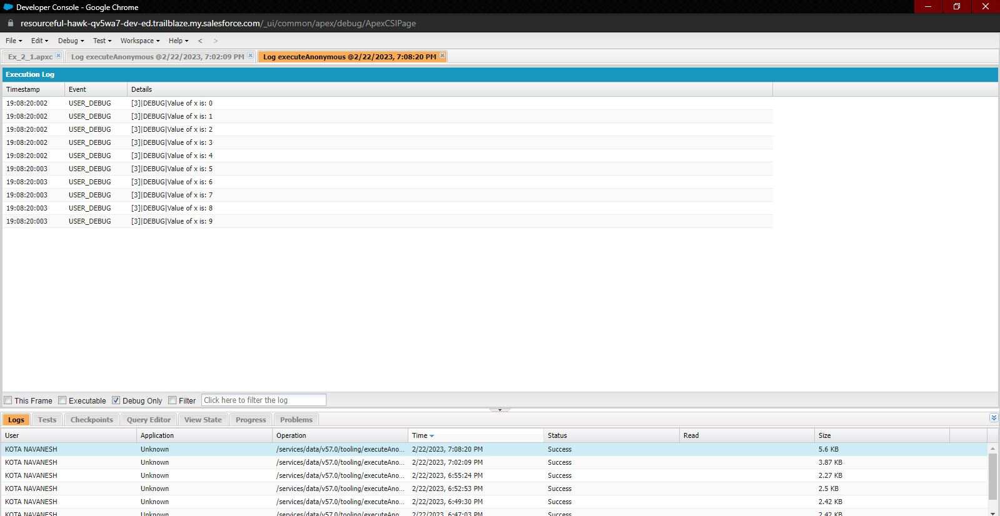 Developer Console - Google Chrome
resourceful-hawk-qv5wa7-dev-ed.trailblaze.my.salesforce.com/_ui/common/apex/debug/ApexCSIPage
File Edit Debug Test Workspace Help < >
Ex_2_1.apxc Log executeAnonymous @2/22/2023, 7:02:09 PM Log executeAnonymous @2/22/2023, 7:08:20 PM
Execution Log
Timestamp Event Details
19:08:20:002 USER_DEBUG [3]|DEBUG|Value of x is: 0
19:08:20:002 USER_DEBUG [3]|DEBUG|Value of x is: 1
19:08:20:002 USER_DEBUG [3]|DEBUG|Value of x is: 2
19:08:20:002 USER_DEBUG [3]|DEBUG|Value of x is: 3
19:08:20:002 USER_DEBUG [3]|DEBUG|Value of x is: 4
19:08:20:003 USER_DEBUG [3]|DEBUG|Value of x is: 5
19:08:20:003 USER_DEBUG [3]|DEBUG|Value of x is: 6
19:08:20:003 USER_DEBUG [3]|DEBUG|Value of x is: 7
19:08:20:003 USER_DEBUG [3]|DEBUG|Value of x is: 8
19:08:20:003 USER_DEBUG [3]|DEBUG|Value of x is: 9
This Frame Executable Debug Only Filter Click here to filter the log
Logs Tests Checkpoints Query Editor View State Progress Problems
User Application Operation Time Status Read Size
KOTA NAVANESH Unknown /services/data/v57.0/tooling/executeAno... 2/22/2023, 7:08:20 PM Success 5.6 KB
KOTA NAVANESH Unknown /services/data/v57.0/tooling/executeAno... 2/22/2023, 7:02:09 PM Success 3.87 KB
KOTA NAVANESH Unknown /services/data/v57.0/tooling/executeAno... 2/22/2023, 6:55:24 PM Success 2.27 KB
KOTA NAVANESH Unknown /services/data/v57.0/tooling/executeAno... 2/22/2023, 6:52:53 PM Success 2.5 KB
KOTA NAVANESH Unknown /services/data/v57.0/tooling/executeAno... 2/22/2023, 6:49:30 PM Success 2.42 KB
KOTA NAVANESH Unknown /services/data/v57.0/tooling/executeAno... 2/22/2023, 6:47:03 PM Success 2.42 KB